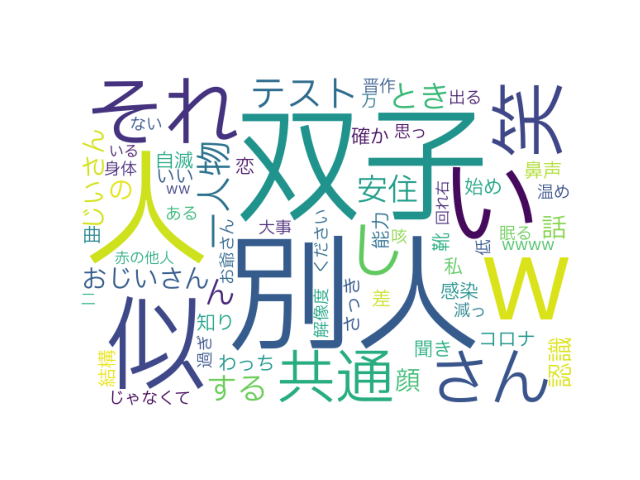 それ
テスト
晋作
万
とき
出る
笑
ない
じいさん
いる
身体
の
自滅
いい
ww
ある
一人物
恋
双子
確か
思っ
安住
い
始め
鼻声
温め
人
曲
赤の他人
おじいさん
お爺さん
大事
ください
し
能力
咳
回れ右
靴
低
眠る
wwww
話
二
似
ん
別人
解像度
さっき
差
私
感染
減っ
w
知り
過ぎ
わっち
共通
顔
聞き
コロナ
さん
認識
結構
する
じゃなくて